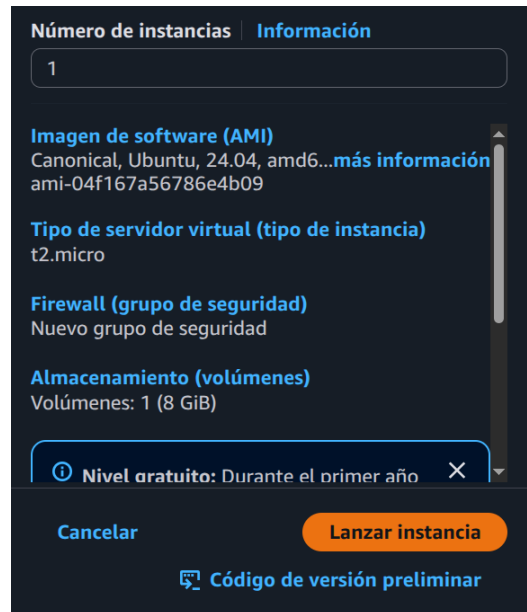 Número de instancias | Información
1
Imagen de software (AMI)
Canonical, Ubuntu, 24.04, amd6...más información
ami-04f167a56786e4b09
Tipo de servidor virtual (tipo de instancia)
t2.micro
Firewall (grupo de seguridad)
Nuevo grupo de seguridad
Almacenamiento (volúmenes)
Volúmenes: 1 (8 GiB)
Nivel gratuito: Durante el primer año
Cancelar
Lanzar instancia
Código de versión preliminar